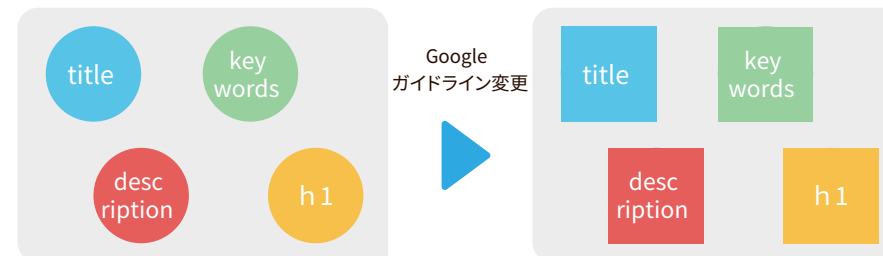 title
key
words
desc
ription
h1
Google
ガイドライン変更
title
key
words
desc
ription
h1